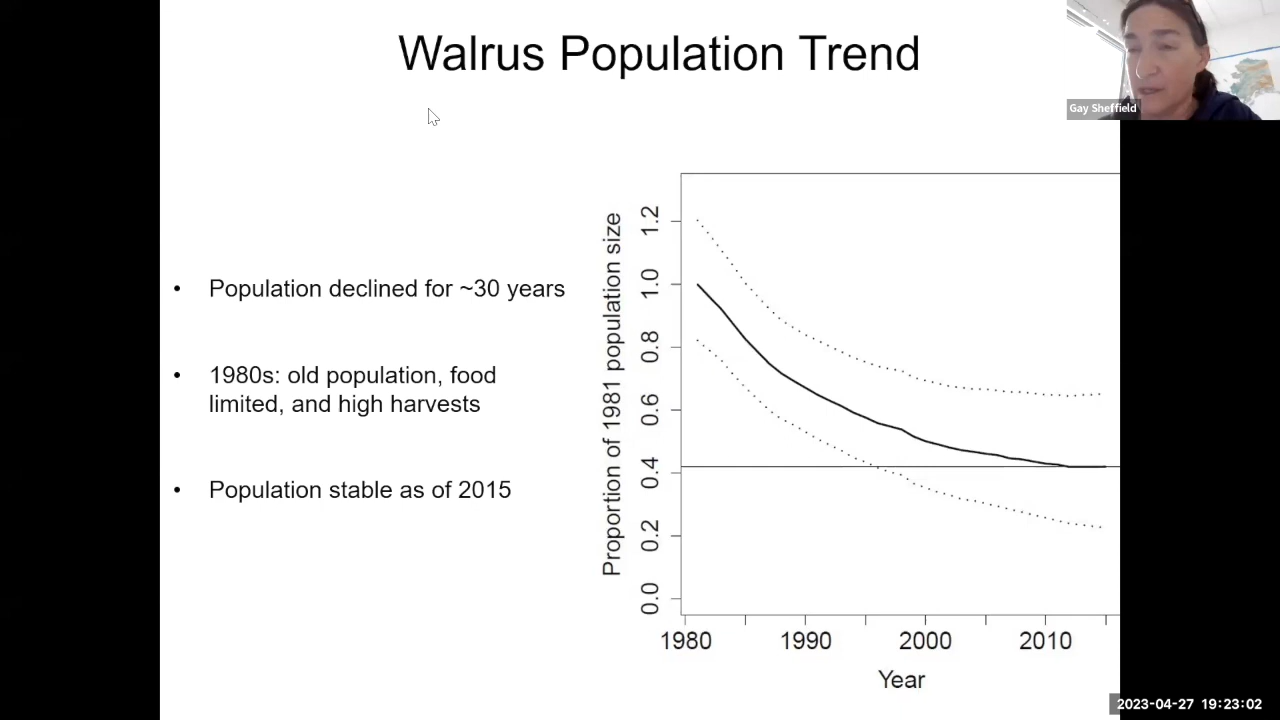 Walrus Population Trend
Gay Sheffield
• Population declined for ~30 years
• 1980s: old population, food
limited, and high harvests
• Population stable as of 2015
Proportion of 1981 population size
1.2
1.0
0.8
0.6
0.4
0.2
0.0
1980 1990 2000 2010
Year
2023-04-27 19:23:02